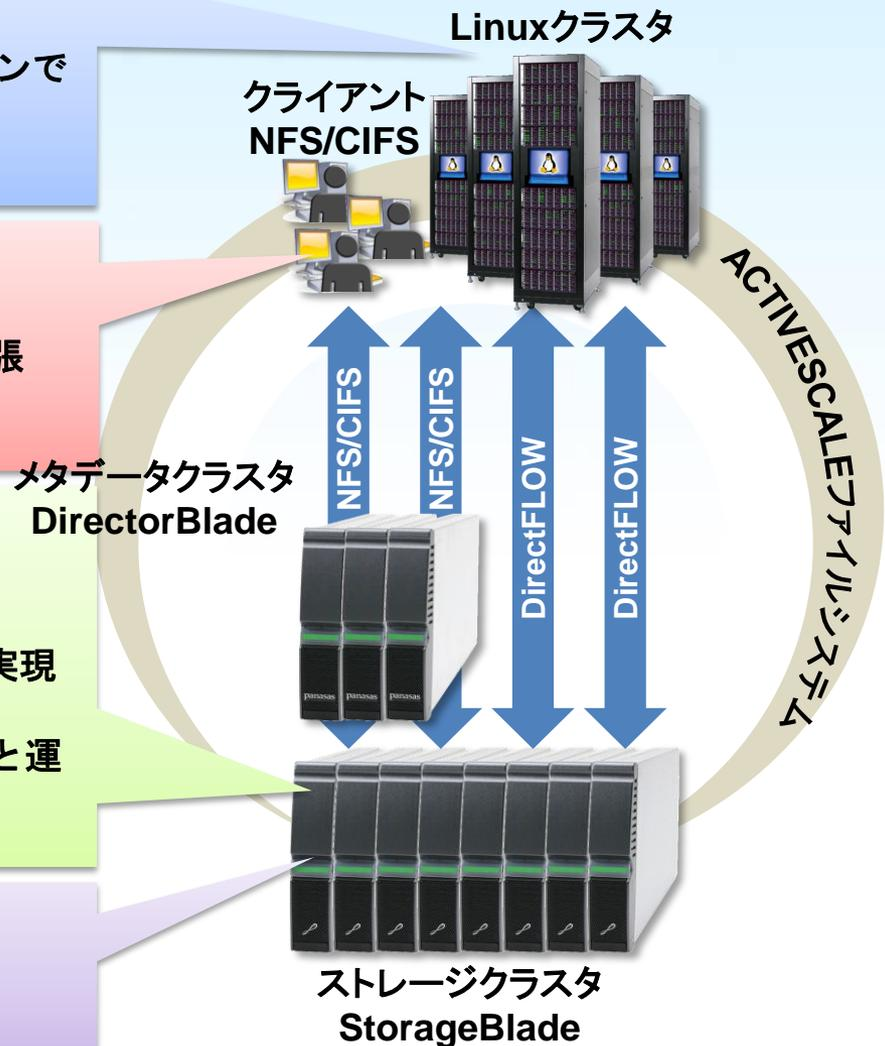 Linuxクラスタ
ンで
クライアント
NFS/CIFS
張
ACTIVESCALEファイルシステム
NFS/CIFS
NFS/CIFS
DirectFLOW
DirectFLOW
メタデータクラスタ
DirectorBlade
実現
と運
panasas
panasas
panasas
ストレージクラスタ
StorageBlade